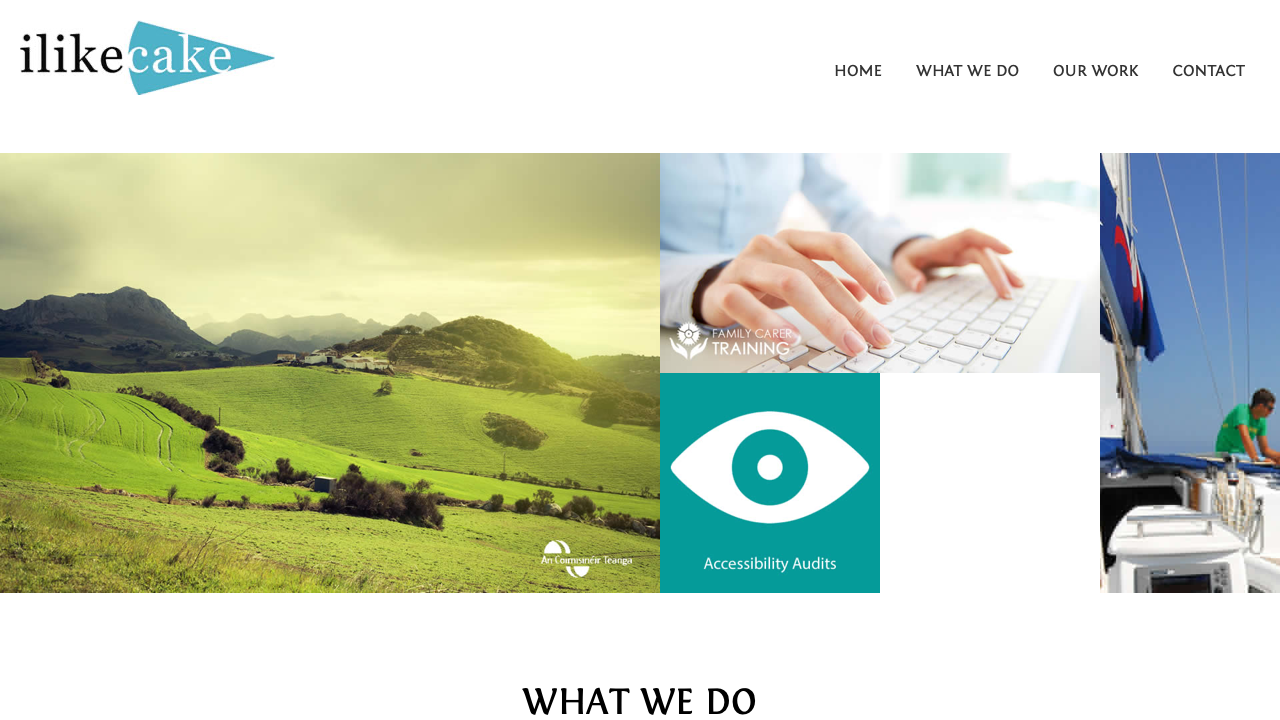 ilikecake
HOME
WHAT WE DO
OUR WORK
CONTACT
FAMILY CARER
TRAINING
An Coimisinéir Teanga
Accessibility Audits
WHAT WE DO